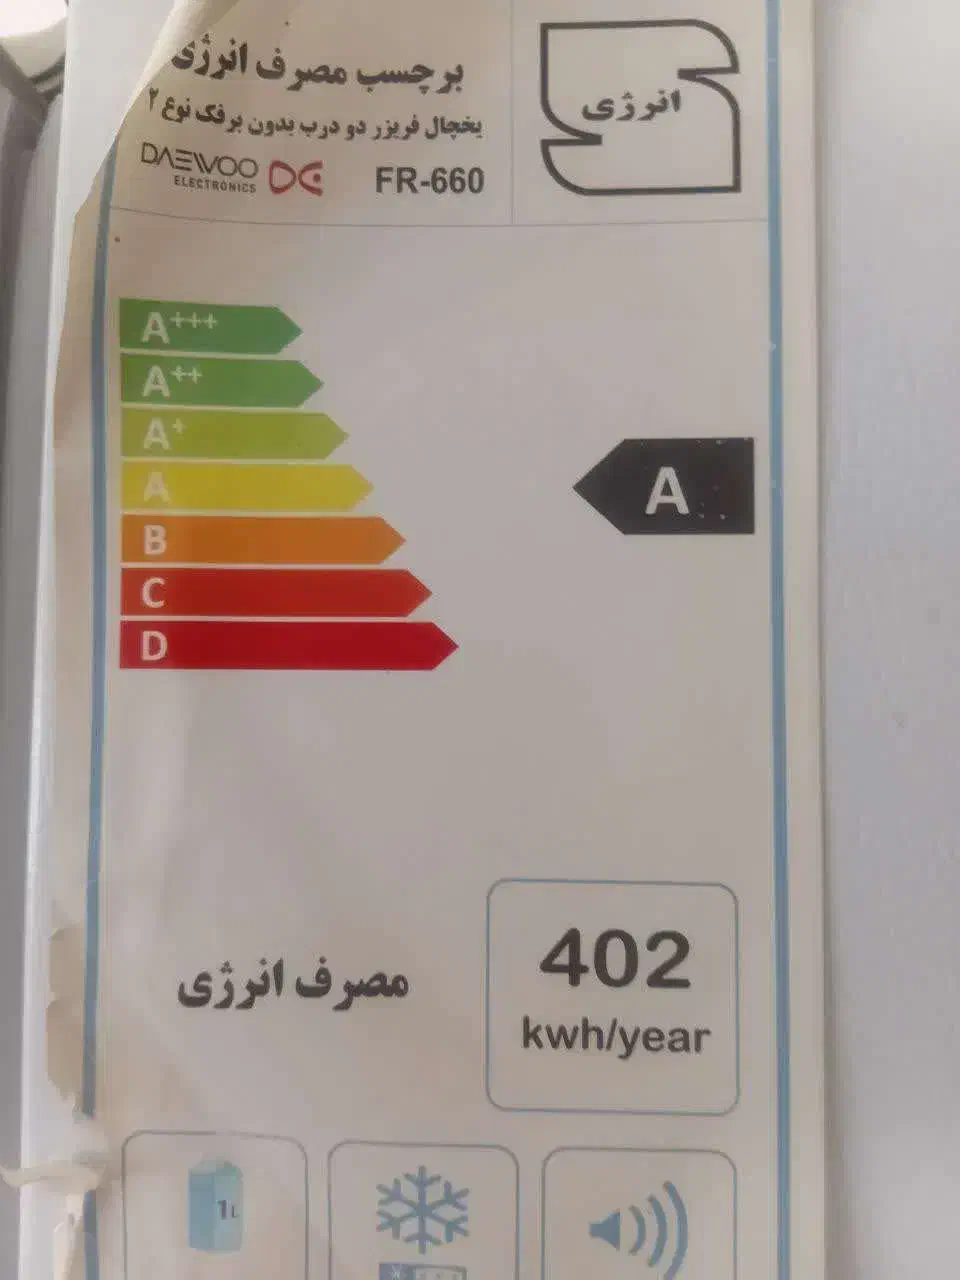 برچسب مصرف انرژی
یخچال فریزر دو درب بدون برفک نوع ۲
DAEWOO
ELECTRONICS
FR-660
انرژی
A+++
A++
A+
A
B
C
D
A
مصرف انرژی
402
kwh/year
1L